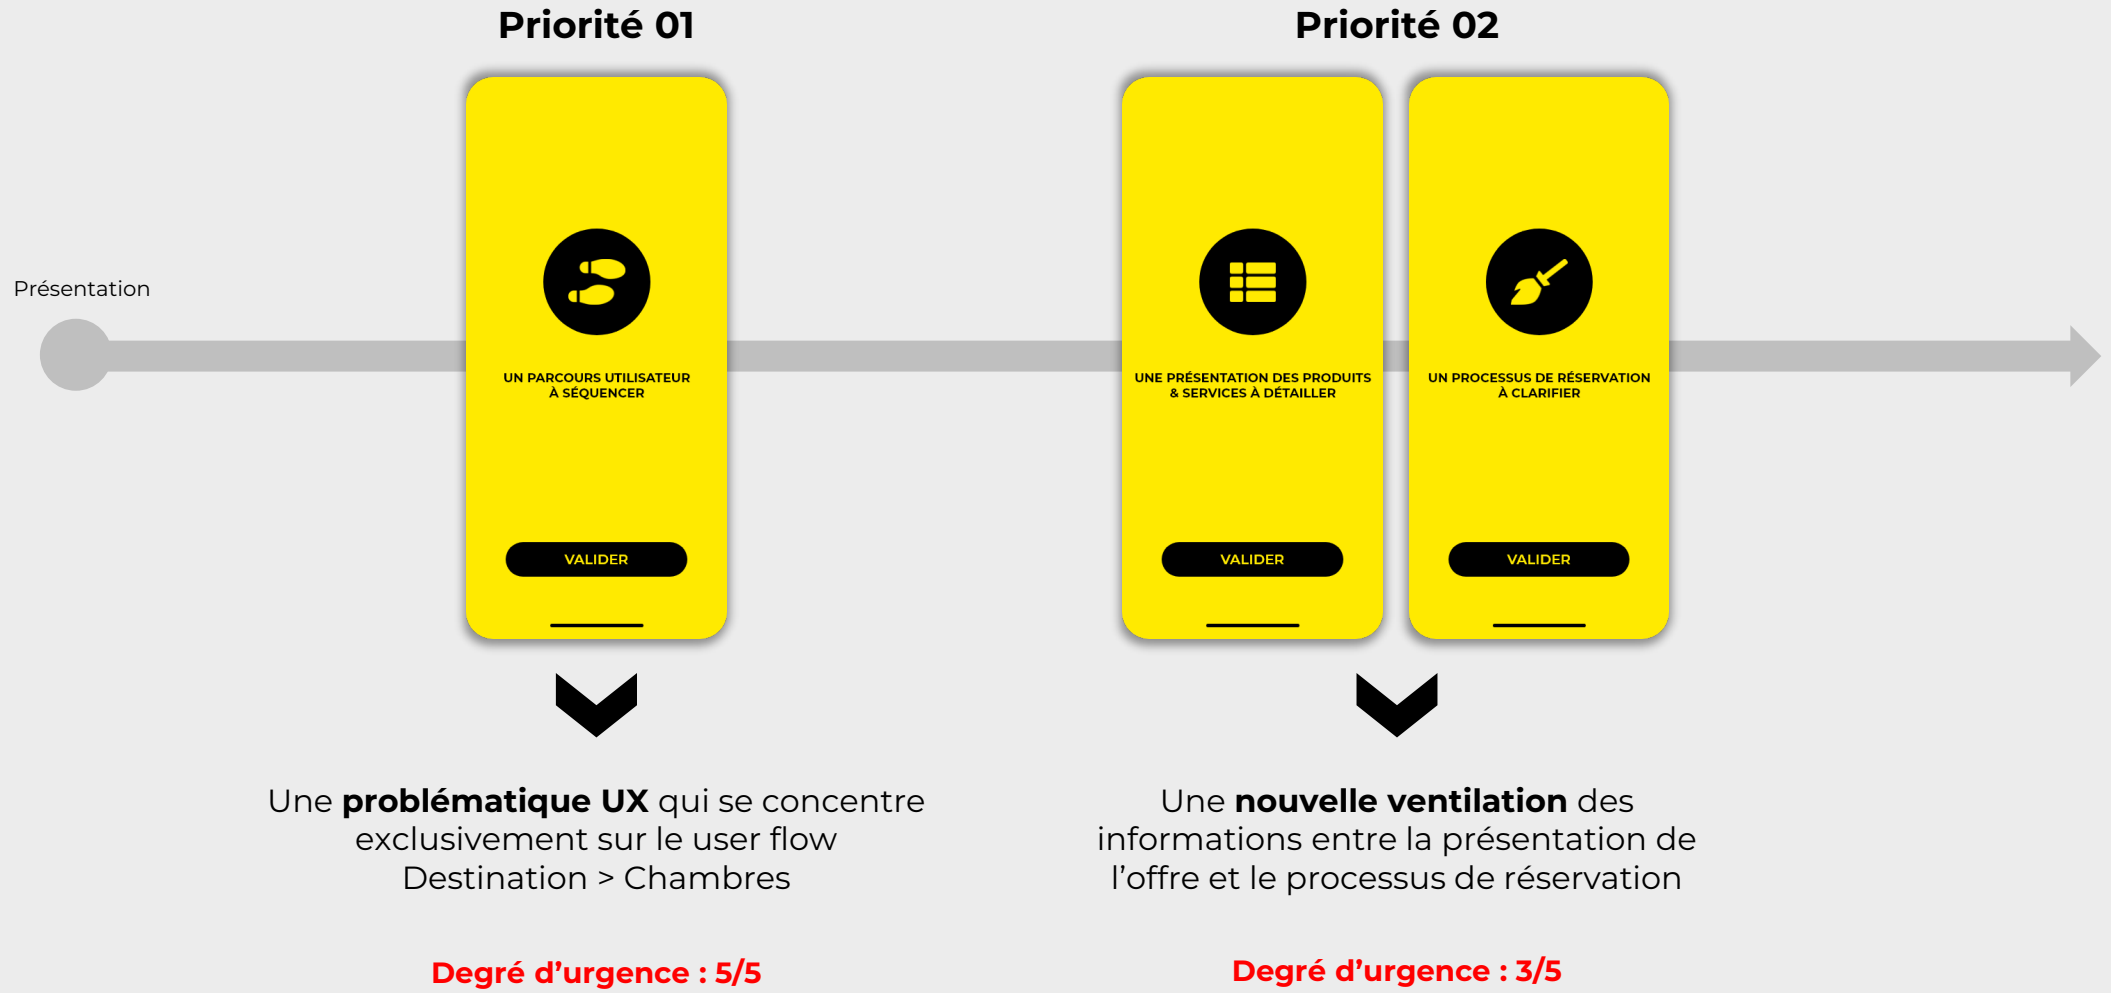 Priorité 01
Priorité 02
Présentation
UN PARCOURS UTILISATEUR
À SÉQUENCER
VALIDER
UNE PRÉSENTATION DES PRODUITS
& SERVICES À DÉTAILLER
VALIDER
UN PROCESSUS DE RÉSERVATION
À CLARIFIER
VALIDER
Une problématique UX qui se concentre
exclusivement sur le user flow
Destination > Chambres
Degré d’urgence : 5/5
Une nouvelle ventilation des
informations entre la présentation de
l’offre et le processus de réservation
Degré d’urgence : 3/5